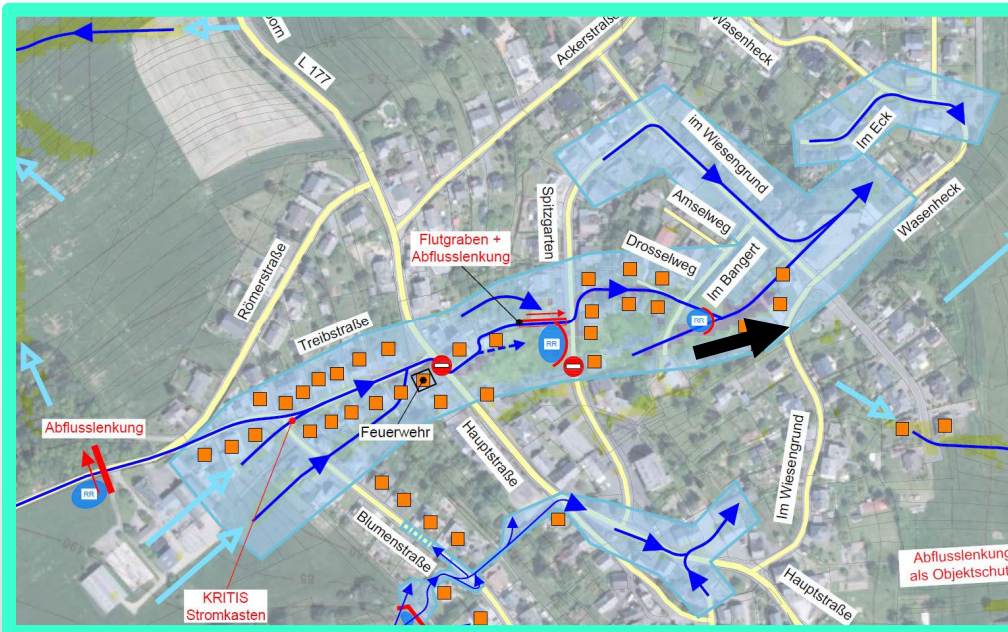 Dorn
L 177
Ackerstraße
Wasenheck
im Wiesengrund
Im Eck
Amselweg
Spitzgarten
Wasenheck
Flutgraben +
Abflusslenkung
Drosselweg
Im Bangert
Römerstraße
Treibstraße
RR
RR
Feuerwehr
Abflusslenkung
RR
Hauptstraße
Im Wiesengrund
Blumenstraße
KRITIS
Stromkasten
Hauptstraße
Abflusslenkung
als Objektschut